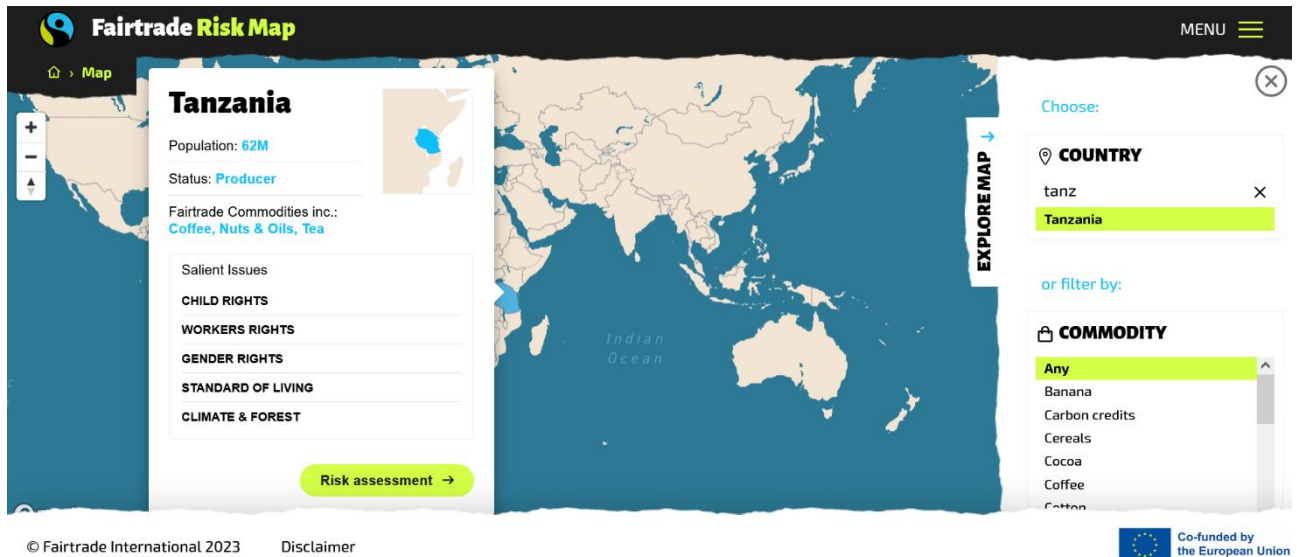 Fairtrade Risk Map
MENU
Map
Tanzania
Population: 62M
Status: Producer
Fairtrade Commodities inc.:
Coffee, Nuts & Oils, Tea
Salient Issues
CHILD RIGHTS
WORKERS RIGHTS
GENDER RIGHTS
STANDARD OF LIVING
CLIMATE & FOREST
Risk assessment →
Indian
Ocean
EXPLORE MAP
Choose:
COUNTRY
tanz
Tanzania
or filter by:
COMMODITY
Any
Banana
Carbon credits
Cereals
Cocoa
Coffee
Cotton
© Fairtrade International 2023
Disclaimer
Co-funded by
the European Union